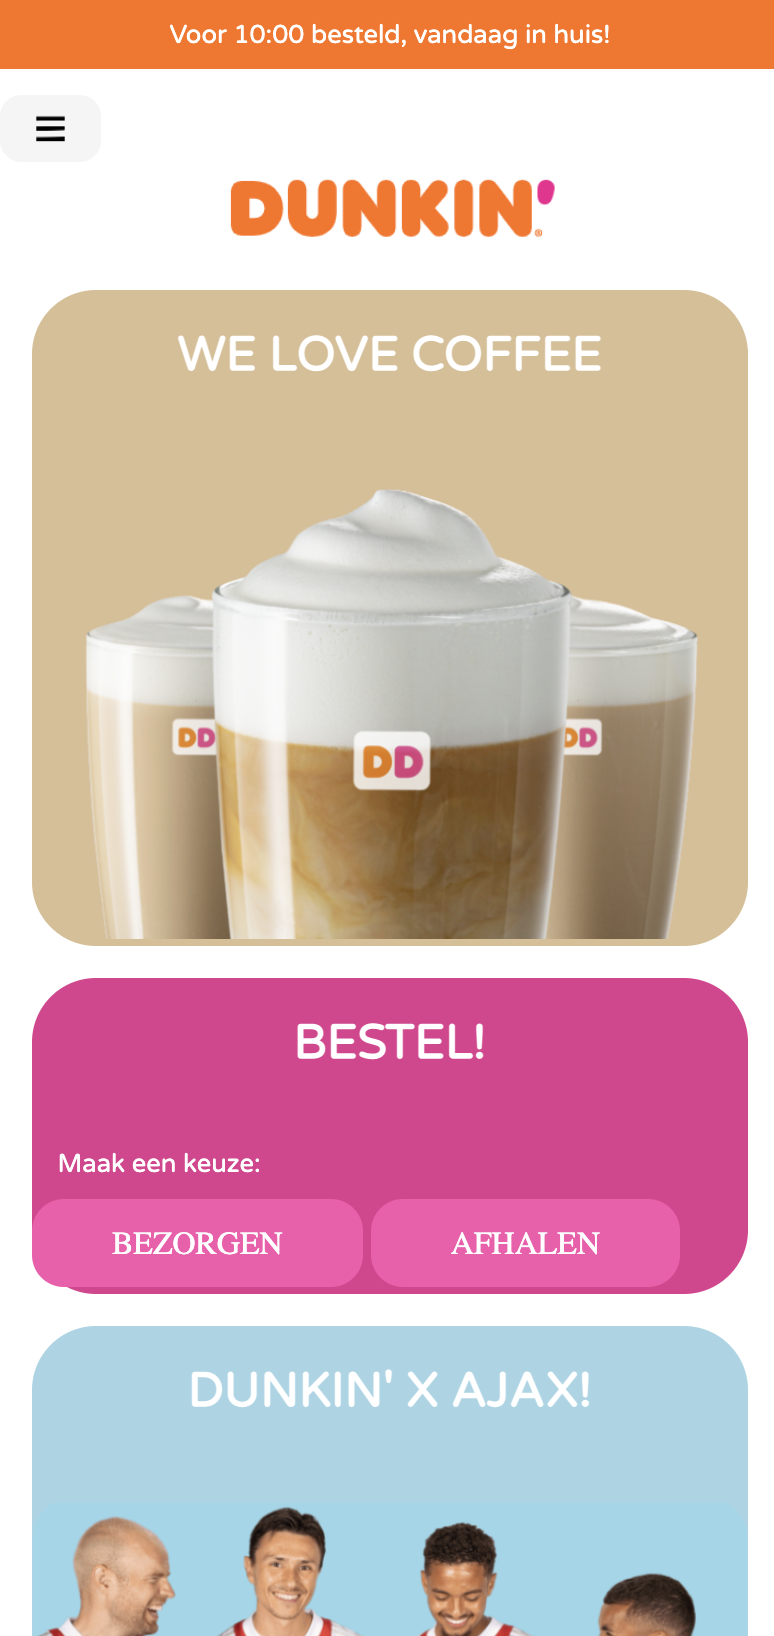 Voor 10:00 besteld, vandaag in huis!
DUNKIN'®
WE LOVE COFFEE
DD
DD
DD
BESTEL!
Maak een keuze:
BEZORGEN AFHALEN
DUNKIN' X AJAX!